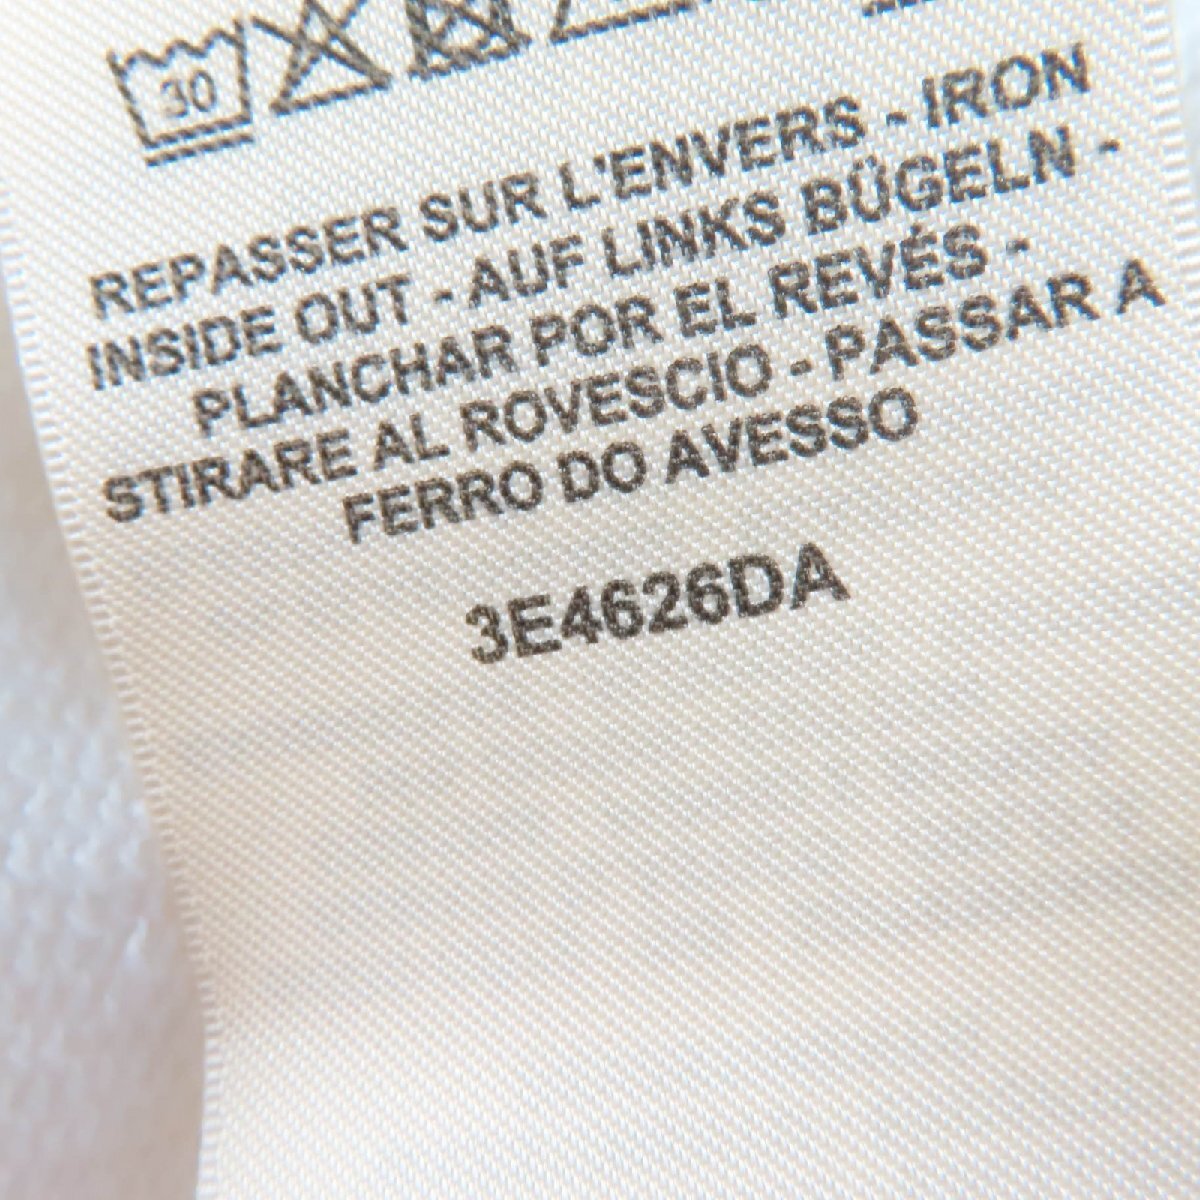 30
REPASSER SUR L'ENVERS - IRON
INSIDE OUT - AUF LINKS BÜGELN -
PLANCHAR POR EL REVÉS -
STIRARE AL ROVESCIO - PASSAR A
FERRO DO AVESSO
3E4626DA